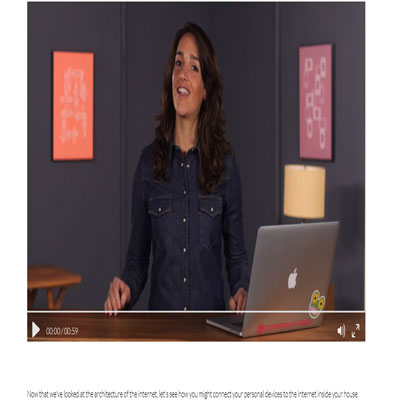 00:00 / 00:59
Now that we've looked at the architecture of the internet, let's see how you might connect your personal devices to the internet inside your house.